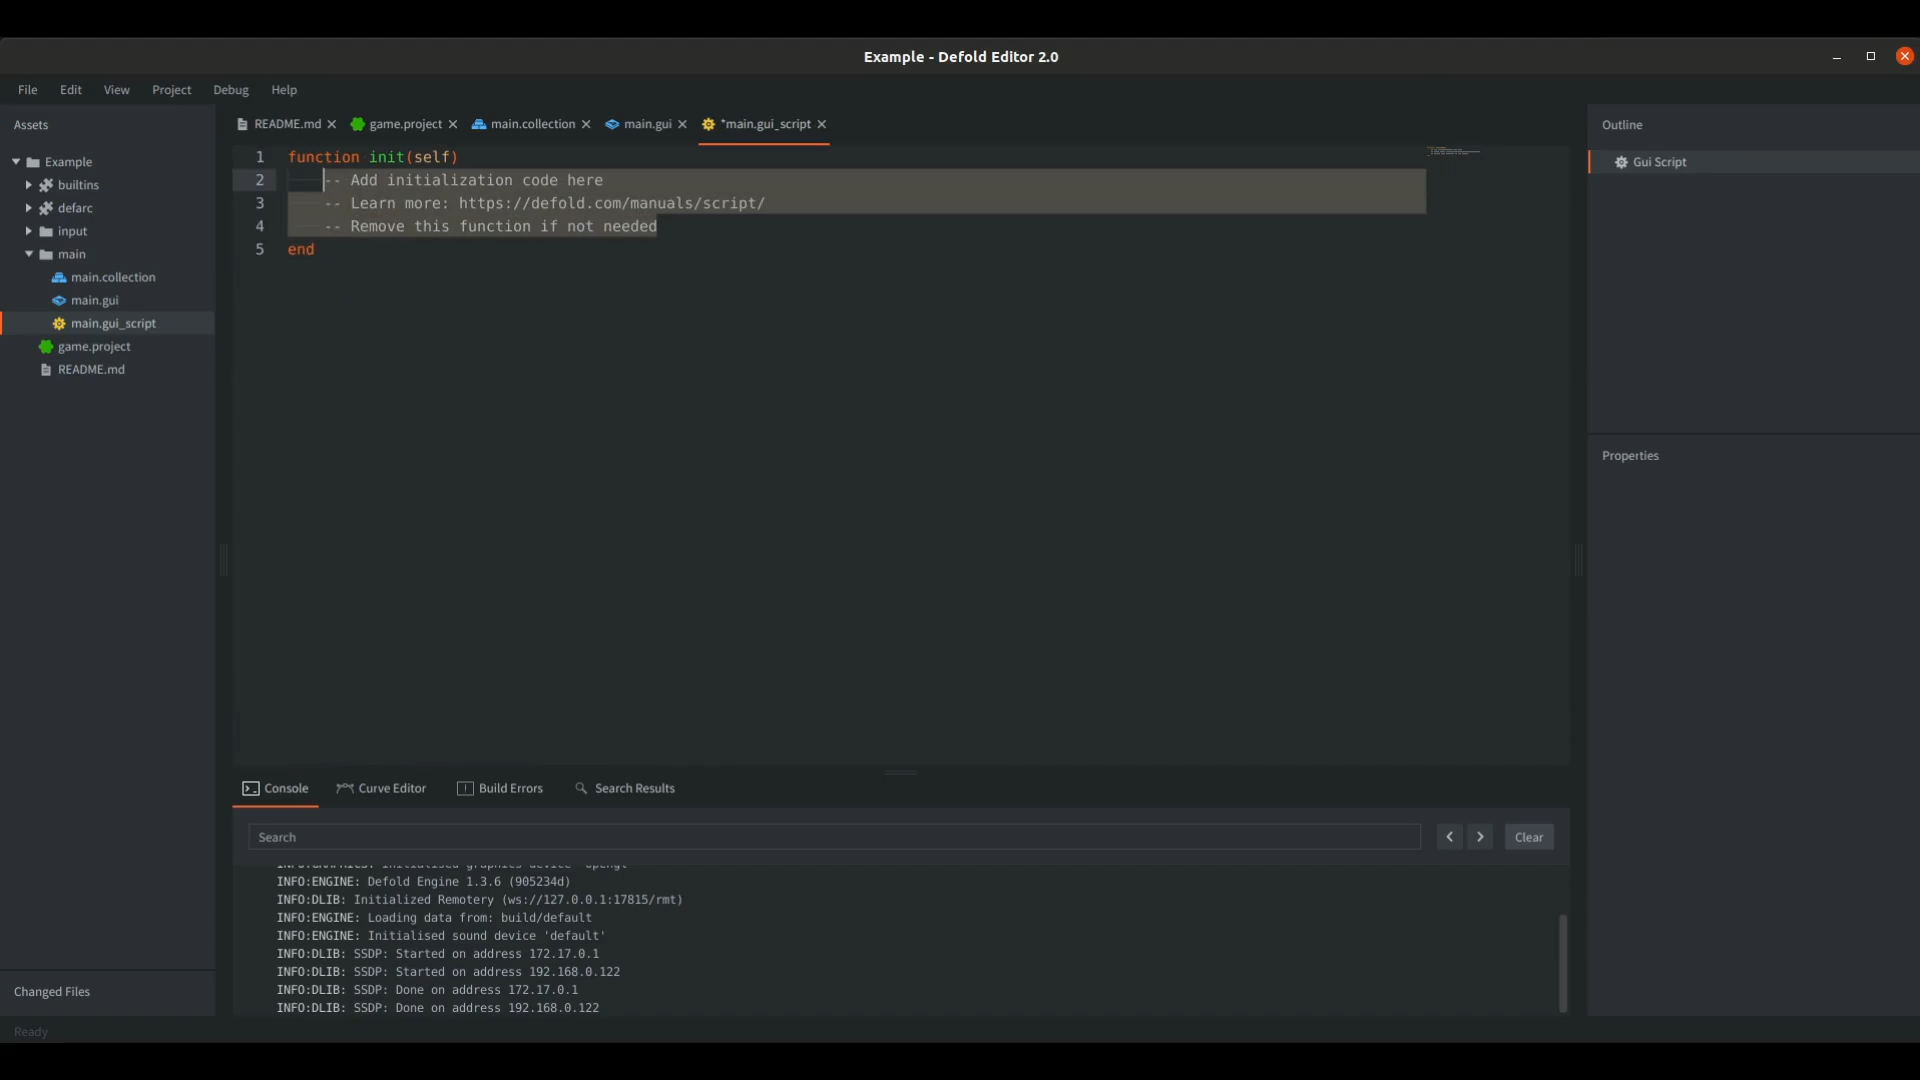 Example - Defold Editor 2.0
File Edit View Project Debug Help
Assets
Example
builtins
defarc
input
main
main.collection
main.gui
main.gui_script
game.project
README.md
Changed Files
Ready
README.md game.project main.collection main.gui *main.gui_script
1 function init(self)
2 -- Add initialization code here
3 -- Learn more: https://defold.com/manuals/script/
4 -- Remove this function if not needed
5 end
Console Curve Editor Build Errors Search Results
Search Clear
INFO:GRAPHICS: Initialised graphics device 'opengl'
INFO:ENGINE: Defold Engine 1.3.6 (905234d)
INFO:DLIB: Initialized Remotery (ws://127.0.0.1:17815/rmt)
INFO:ENGINE: Loading data from: build/default
INFO:ENGINE: Initialised sound device 'default'
INFO:DLIB: SSDP: Started on address 172.17.0.1
INFO:DLIB: SSDP: Started on address 192.168.0.122
INFO:DLIB: SSDP: Done on address 172.17.0.1
INFO:DLIB: SSDP: Done on address 192.168.0.122
Outline
Gui Script
Properties